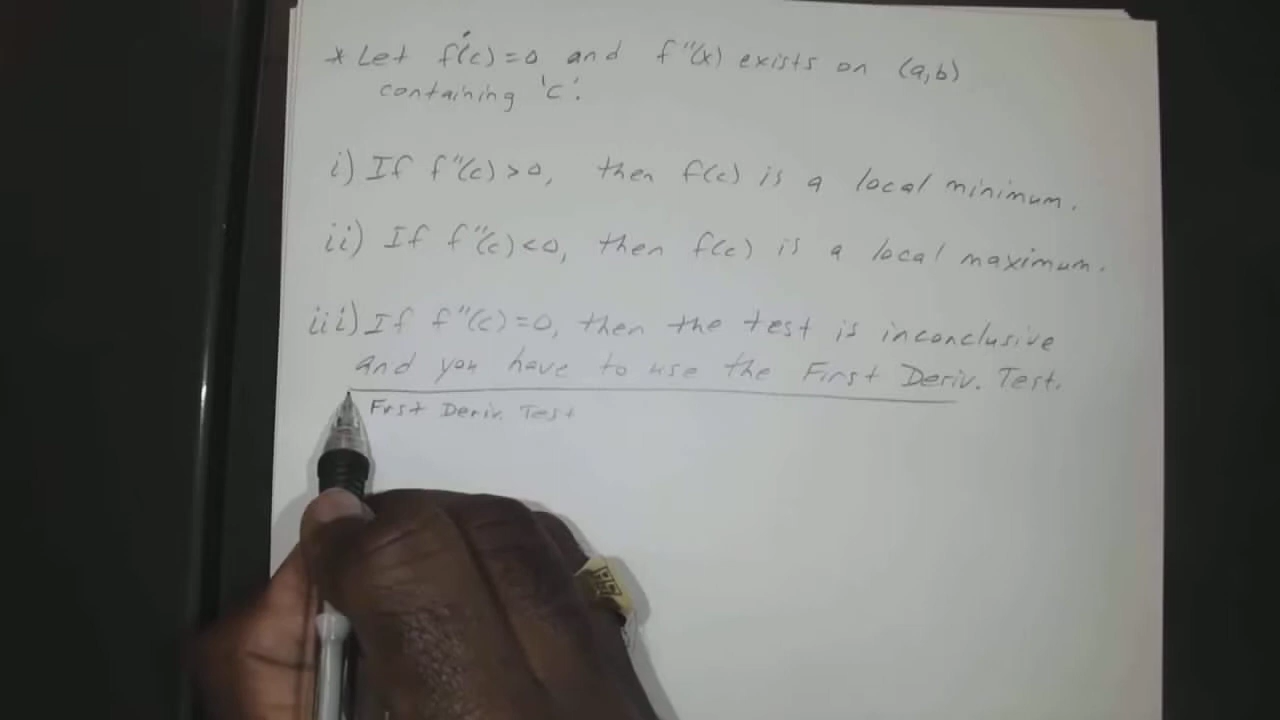 * Let f'(c)=0 and f"(x) exists on (a,b)
containing 'c'.
i) If f"(c)>0, then f(c) is a local minimum.
ii) If f"(c)<0, then f(c) is a local maximum.
iii) If f"(c)=0, then the test is inconclusive
and you have to use the First Deriv. Test.
Frst Deriv. Test